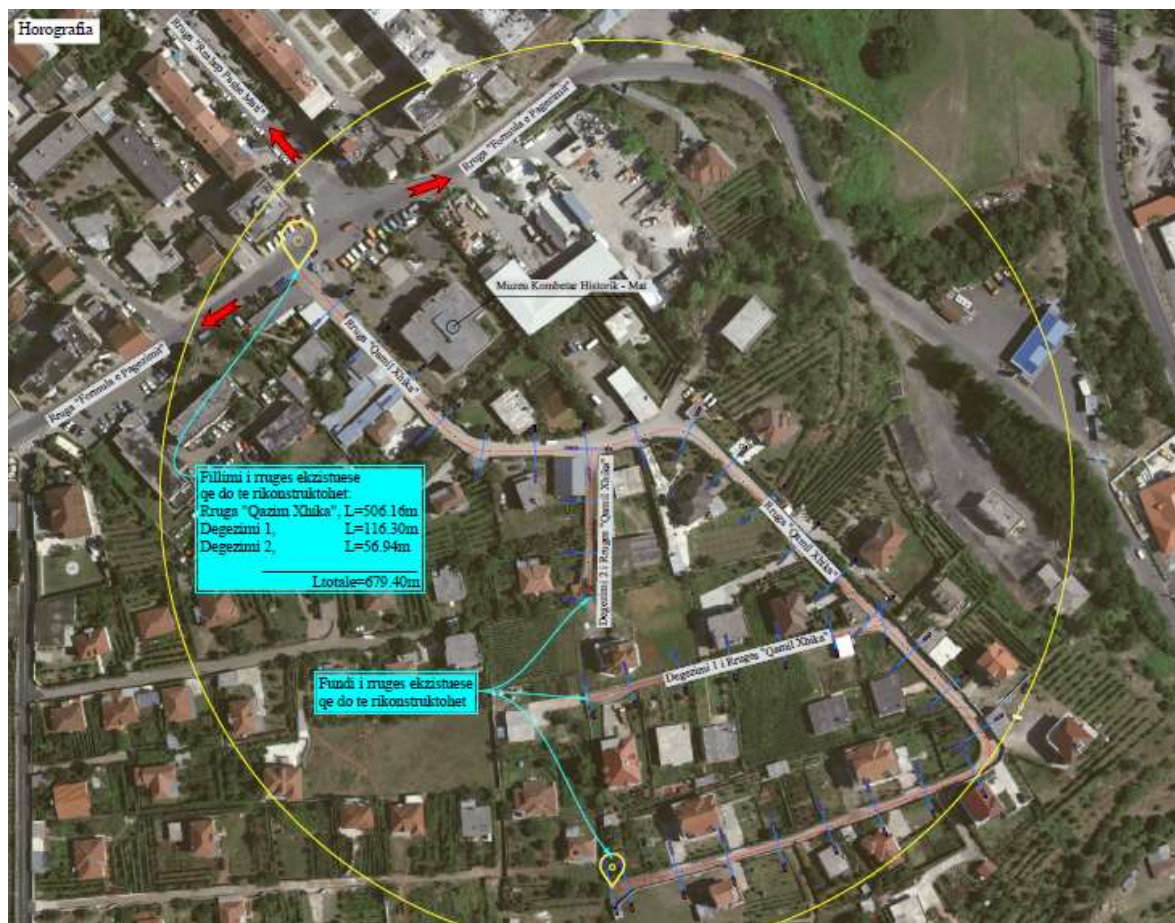 Horografia
Rruga "Formula e Pagezimit"
Muzeu Kombetar Historik - Mat
Rruga "Qamil Xhika"
Rruga "Formula e Pagezimit"
Fillimi i rruges ekzistuese
qe do te rikonstruktohet:
Rruga "Qazim Xhika", L=506.16m
Degezimi 1, L=116.30m
Degezimi 2, L=56.94m
Ltotale=679.40m
Degezimi 2 i Rruges "Qamil Xhika"
Rruga "Qamil Xhika"
Degezimi 1 i Rruges "Qamil Xhika"
Fundi i rruges ekzistuese
qe do te rikonstruktohet